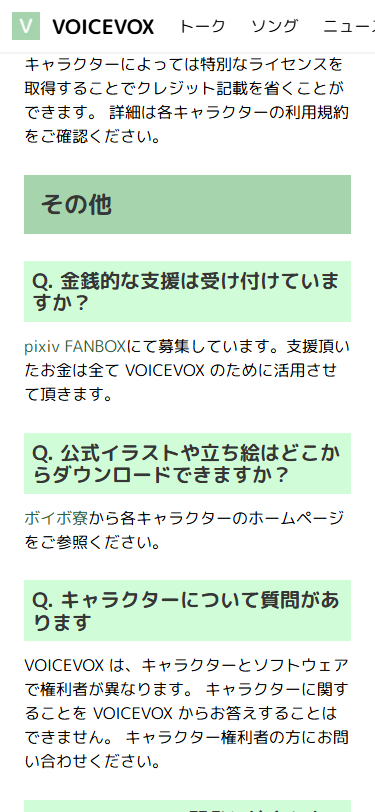 V VOICEVOX トーク ソング ニュース
キャラクターによっては特別なライセンスを
取得することでクレジット記載を省くことが
できます。 詳細は各キャラクターの利用規約
をご確認ください。
その他
Q. 金銭的な支援は受け付けていま
すか？
pixiv FANBOXにて募集しています。支援頂い
たお金は全て VOICEVOX のために活用させ
て頂きます。
Q. 公式イラストや立ち絵はどこか
らダウンロードできますか？
ボイボ寮から各キャラクターのホームページ
をご参照ください。
Q. キャラクターについて質問があ
ります
VOICEVOX は、キャラクターとソフトウェア
で権利者が異なります。 キャラクターに関す
ることを VOICEVOX からお答えすることは
できません。 キャラクター権利者の方にお問
い合わせください。